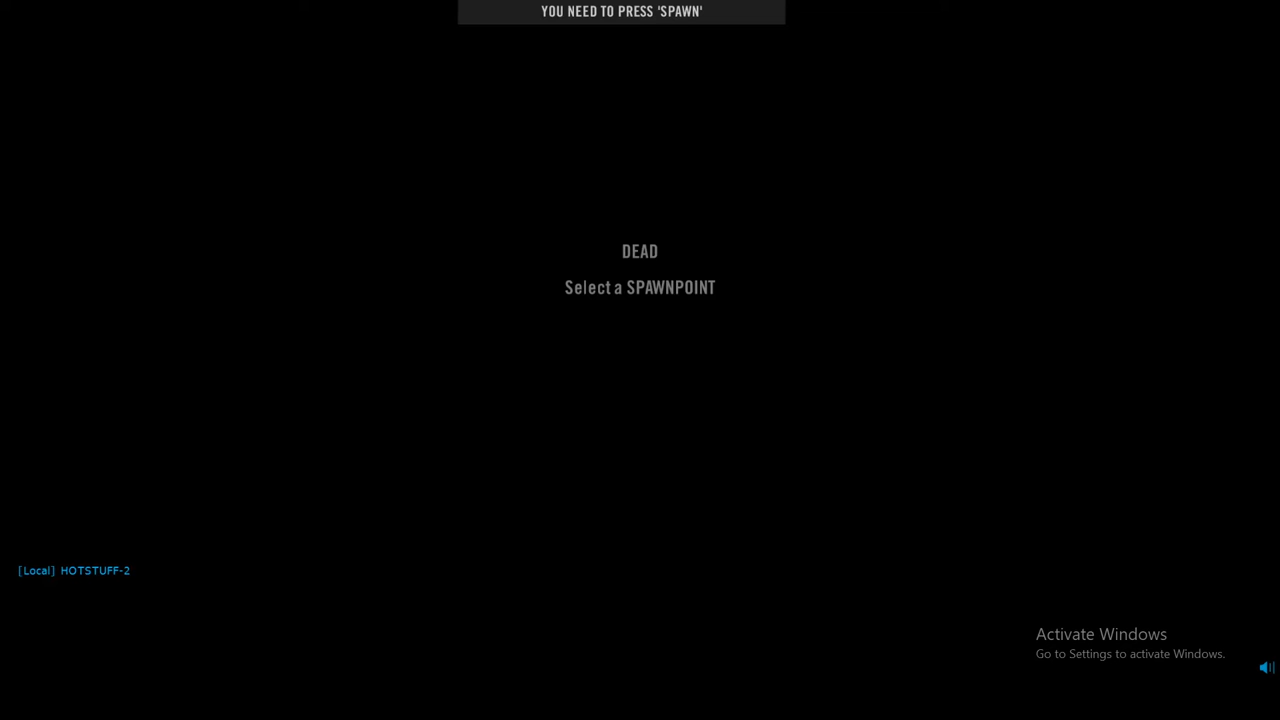 YOU NEED TO PRESS 'SPAWN'
DEAD
Select a SPAWNPOINT
[Local] HOTSTUFF-2
Activate Windows
Go to Settings to activate Windows.